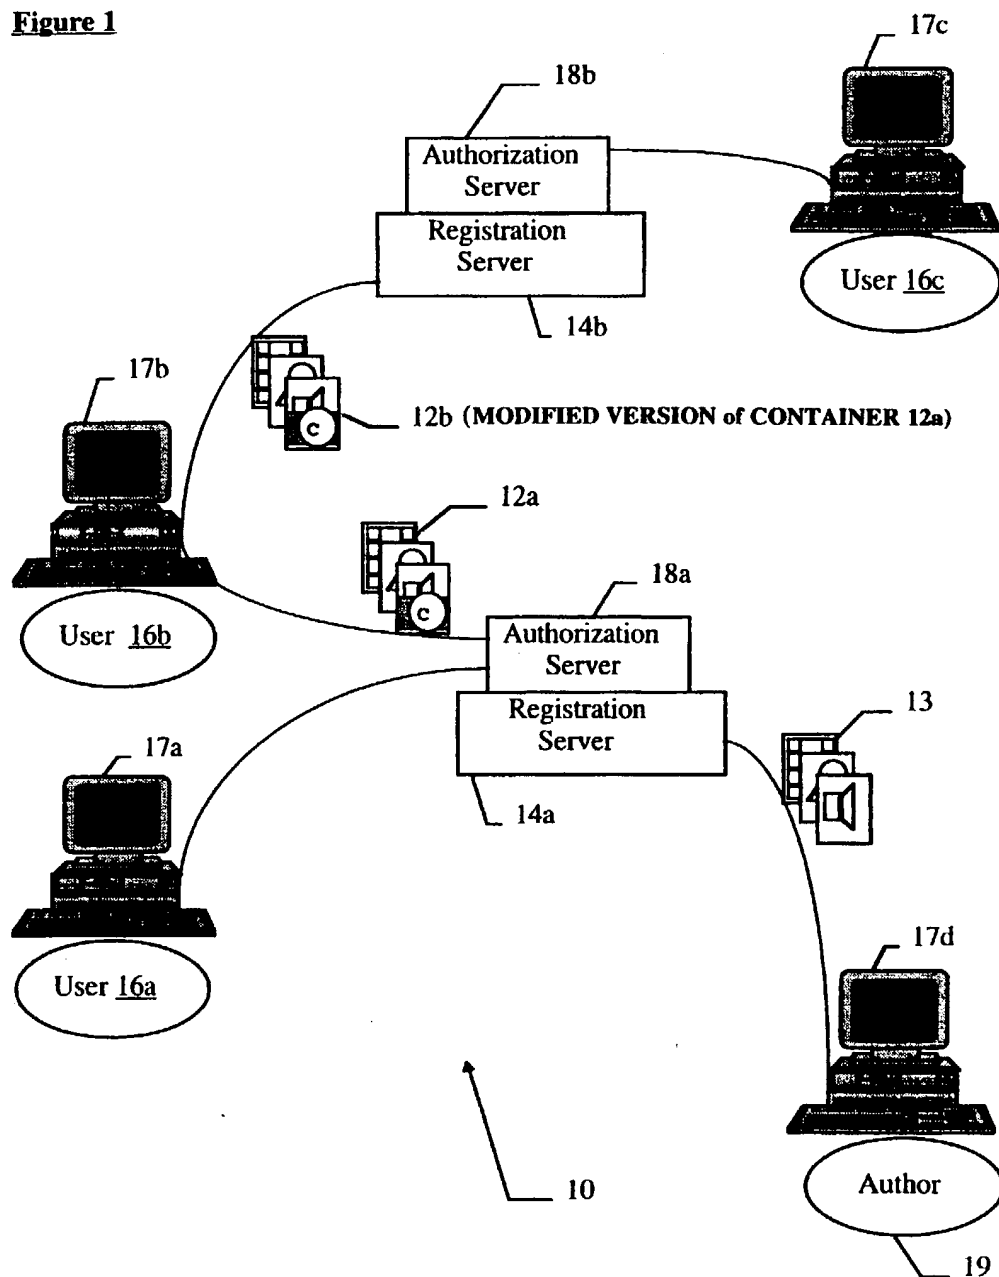 Figure 1
17c
18b
Authorization
Server
Registration
Server
User 16c
14b
17b
12b (MODIFIED VERSION of CONTAINER 12a)
C
12a
C
18a
User 16b
Authorization
Server
Registration
Server
13
17a
14a
17d
User 16a
10
Author
19